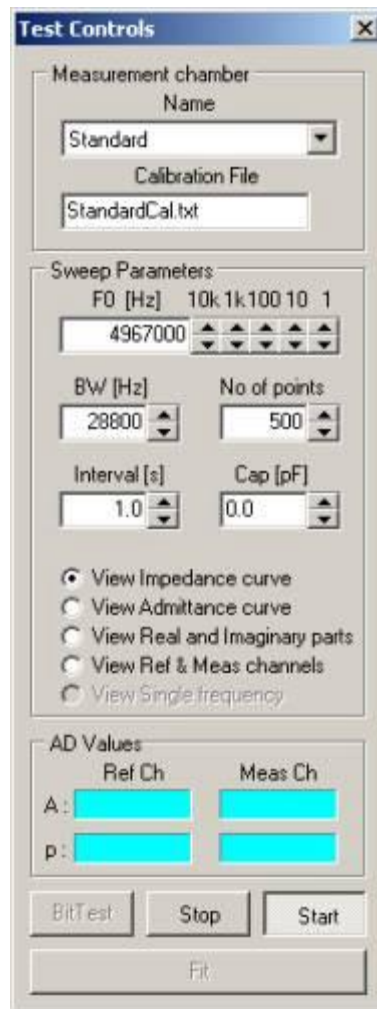 Test Controls
Measurement chamber
Name
Standard
Calibration File
StandardCal.txt
Sweep Parameters
F0 [Hz] 10k 1k 100 10 1
4967000
BW [Hz] No of points
28800 500
Interval [s] Cap [pF]
1.0 0.0
View Impedance curve
View Admittance curve
View Real and Imaginary parts
View Ref & Meas channels
View Single frequency
AD Values
Ref Ch Meas Ch
A :
p :
BitTest Stop Start
Fit